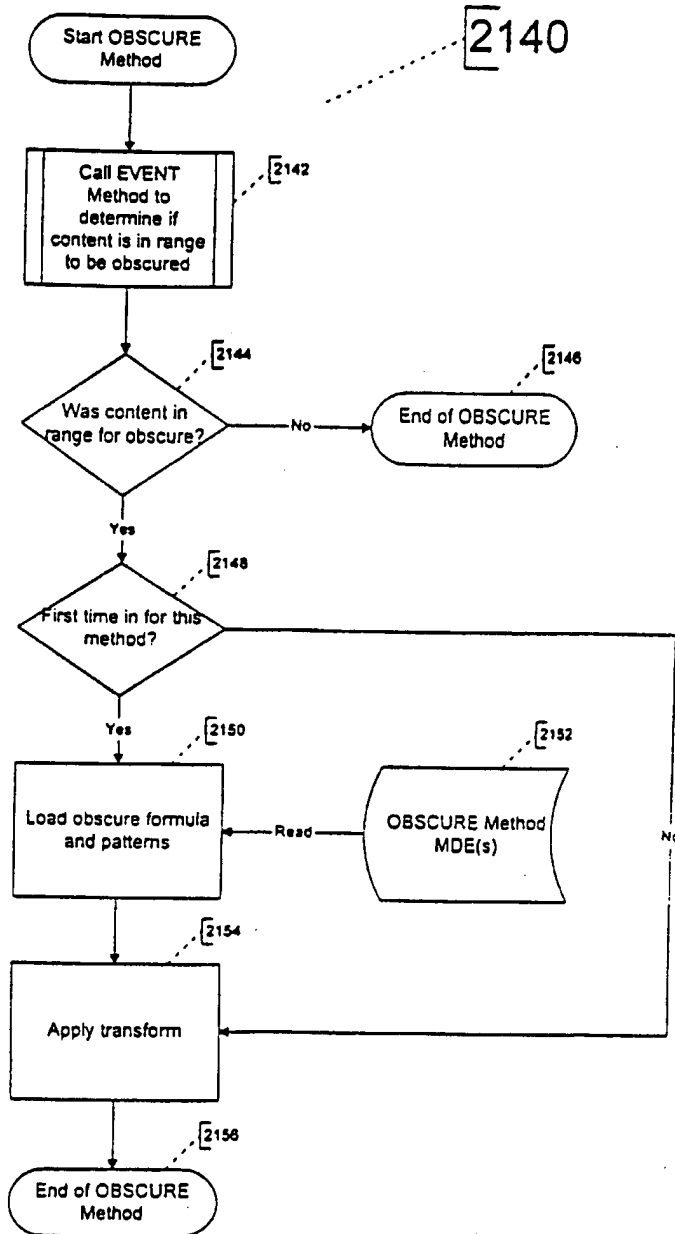 Start OBSCURE
Method
2140
Call EVENT
Method to
determine if
content is in range
to be obscured
2142
2144
Was content in
range for obscure?
No
2146
End of OBSCURE
Method
Yes
2148
First time in for this
method?
Yes
2150
Load obscure formula
and patterns
Read
2152
OBSCURE Method
MDE(s)
No
2154
Apply transform
2156
End of OBSCURE
Method